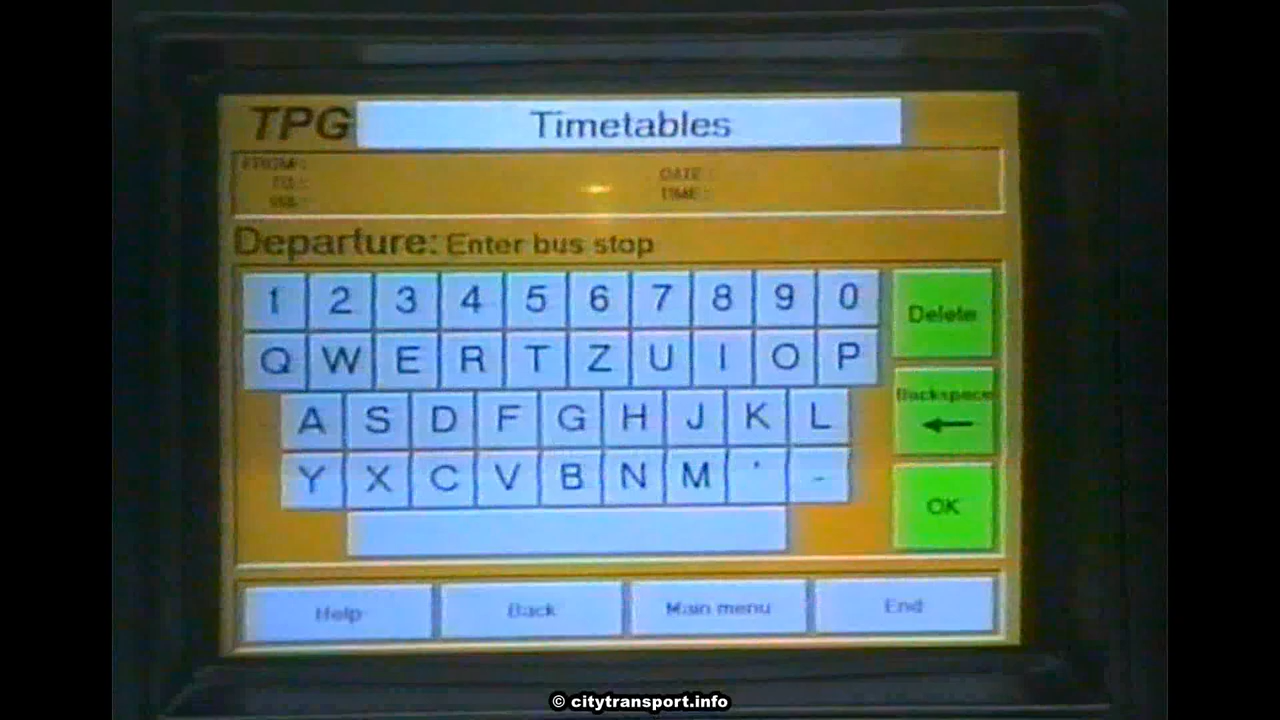 TPG Timetables
FROM:
TO:
DATE:
TIME:
Departure: Enter bus stop
1 2 3 4 5 6 7 8 9 0 Delete
Q W E R T Z U I O P
A S D F G H J K L Backspace
Y X C V B N M ' - OK
Help Back Main menu End
© citytransport.info